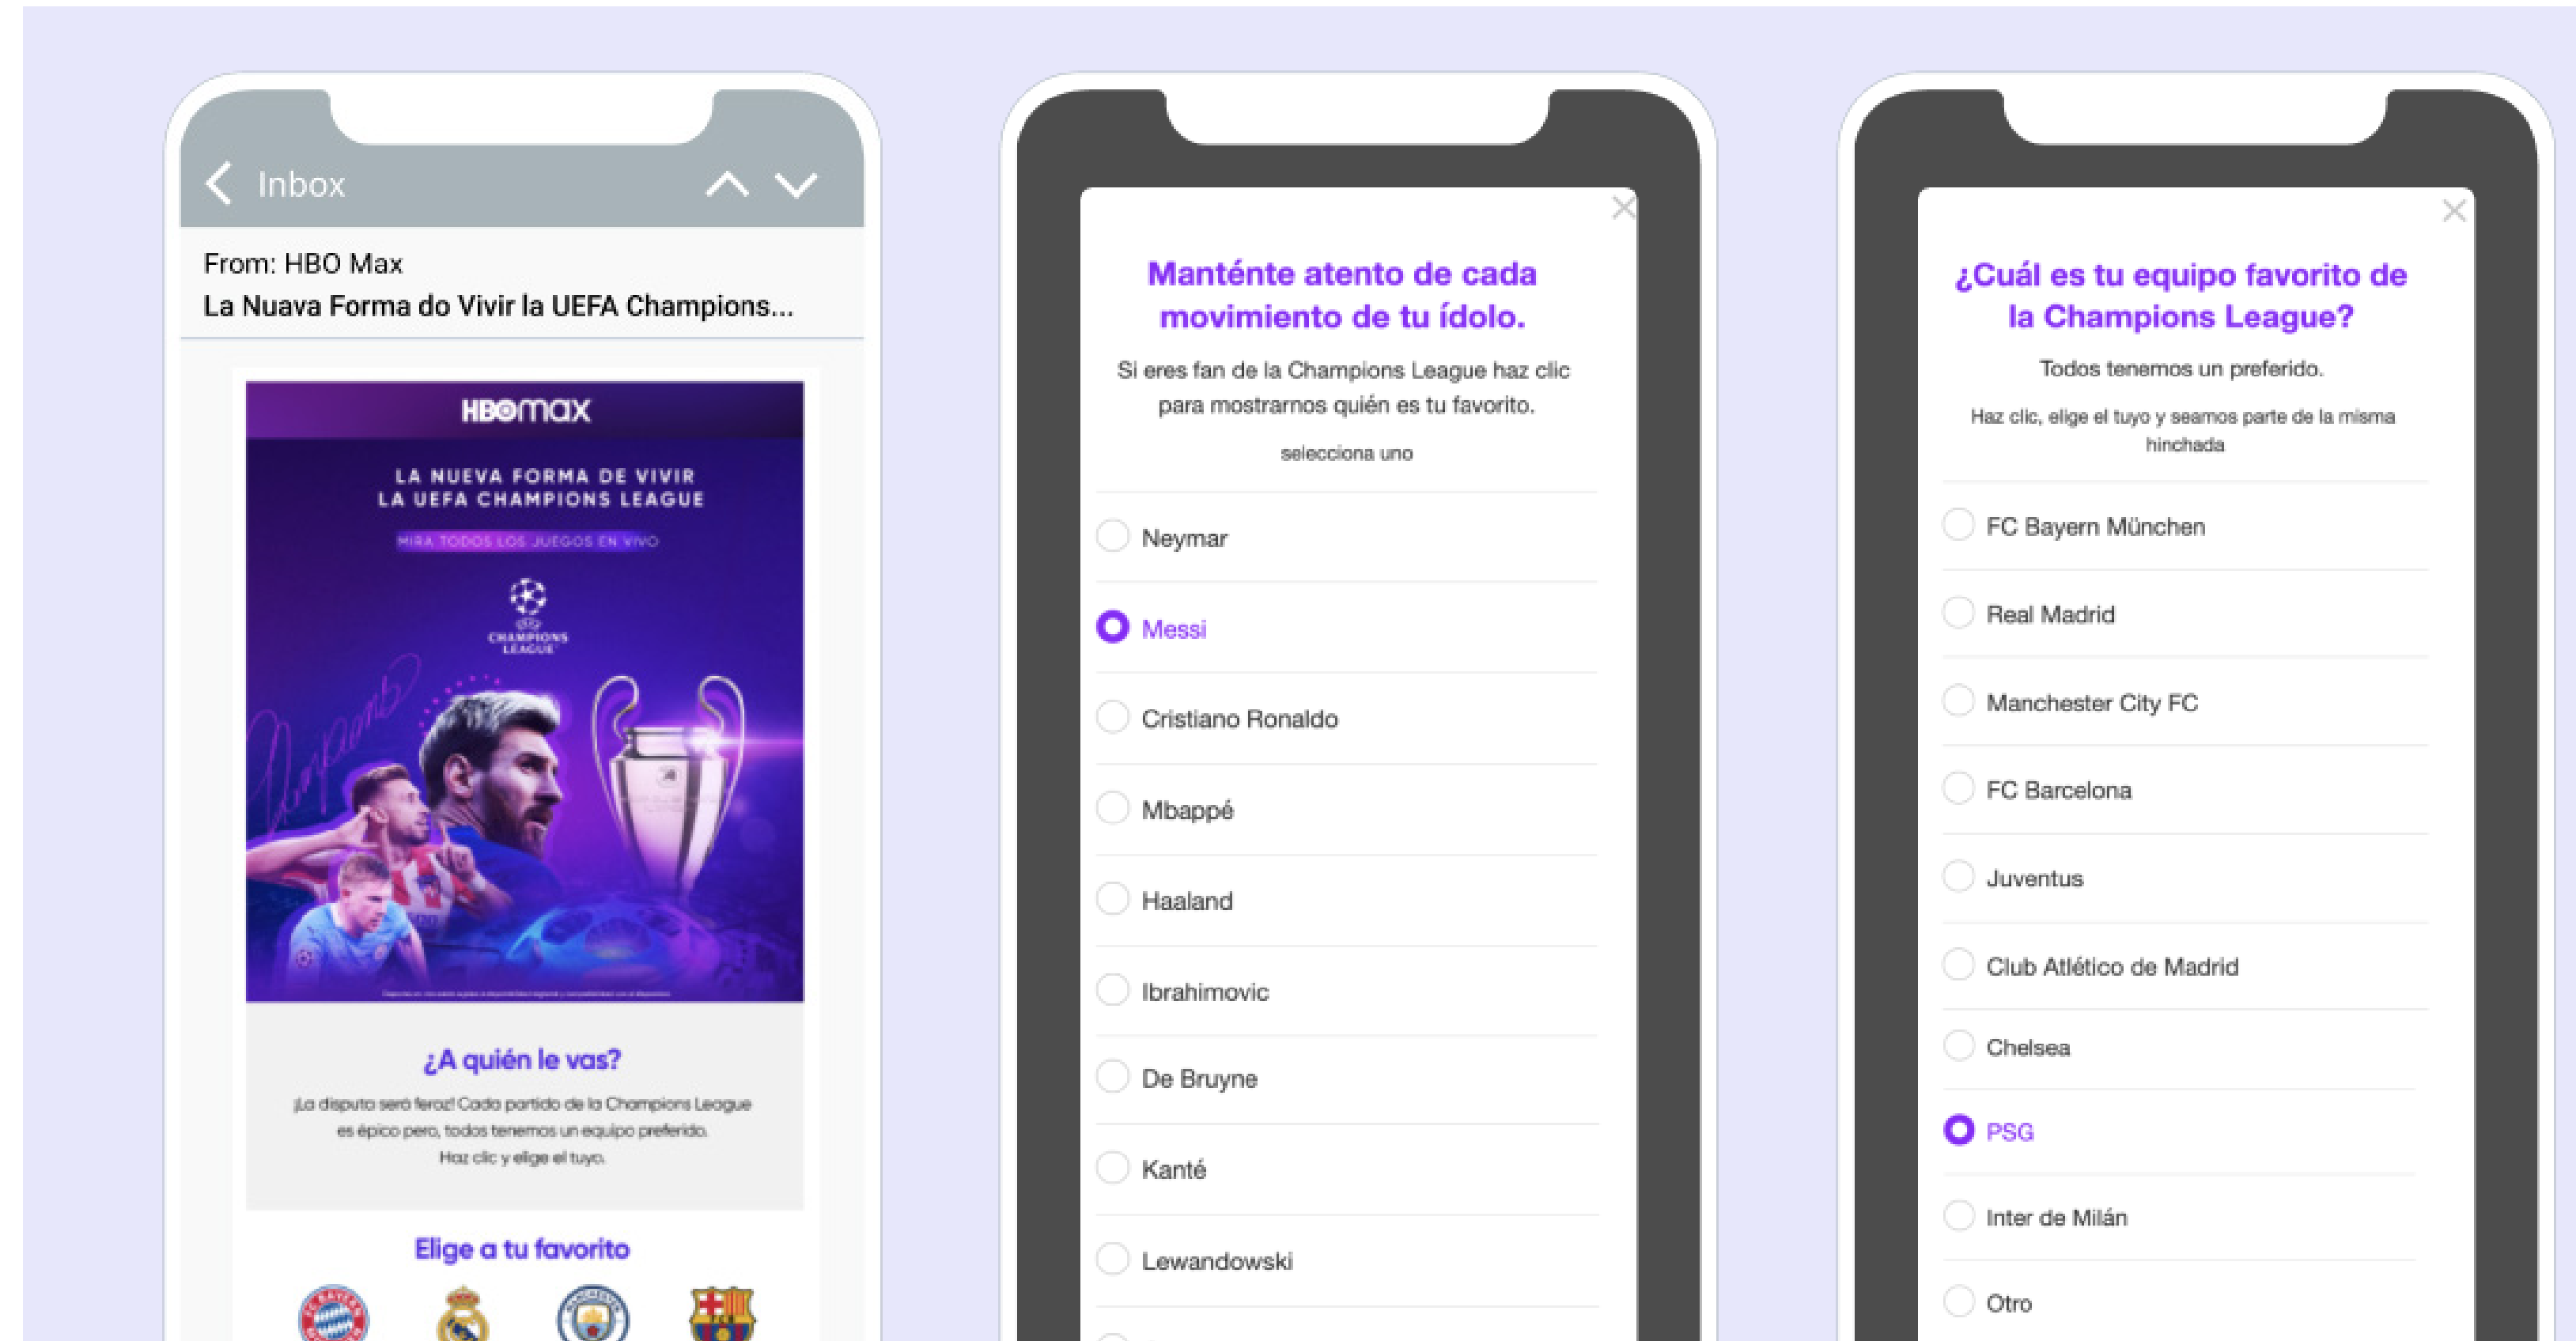 Inbox
From: HBO Max
La Nuava Forma do Vivir la UEFA Champions...
HBOmax
LA NUEVA FORMA DE VIVIR
LA UEFA CHAMPIONS LEAGUE
MIRA TODOS LOS JUEGOS EN VIVO
UEFA
CHAMPIONS
LEAGUE
¿A quién le vas?
¡La disputa será feroz! Cada partido de la Champions League
es épico pero, todos tenemos un equipo preferido.
Haz clic y elige el tuyo.
Elige a tu favorito
Manténte atento de cada
movimiento de tu ídolo.
Si eres fan de la Champions League haz clic
para mostrarnos quién es tu favorito.
selecciona uno
Neymar
Messi
Cristiano Ronaldo
Mbappé
Haaland
Ibrahimovic
De Bruyne
Kanté
Lewandowski
¿Cuál es tu equipo favorito de
la Champions League?
Todos tenemos un preferido.
Haz clic, elige el tuyo y seamos parte de la misma
hinchada
FC Bayern München
Real Madrid
Manchester City FC
FC Barcelona
Juventus
Club Atlético de Madrid
Chelsea
PSG
Inter de Milán
Otro